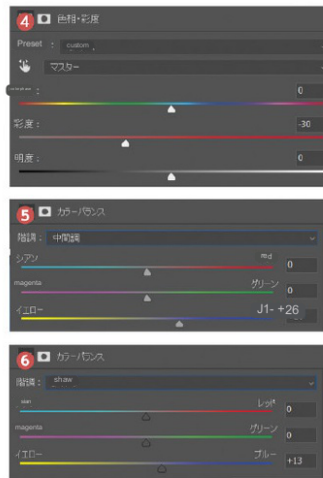 4 色相・彩度
Preset : custom
マスター
: 0
彩度 : -30
明度 : 0
5 カラーバランス
階調 : 中間調
シアン red 0
magenta グリーン 0
イエロー J1- +26
6 カラーバランス
階調 : shaw
sian レッド 0
magenta グリーン 0
イエロー ブルー +13